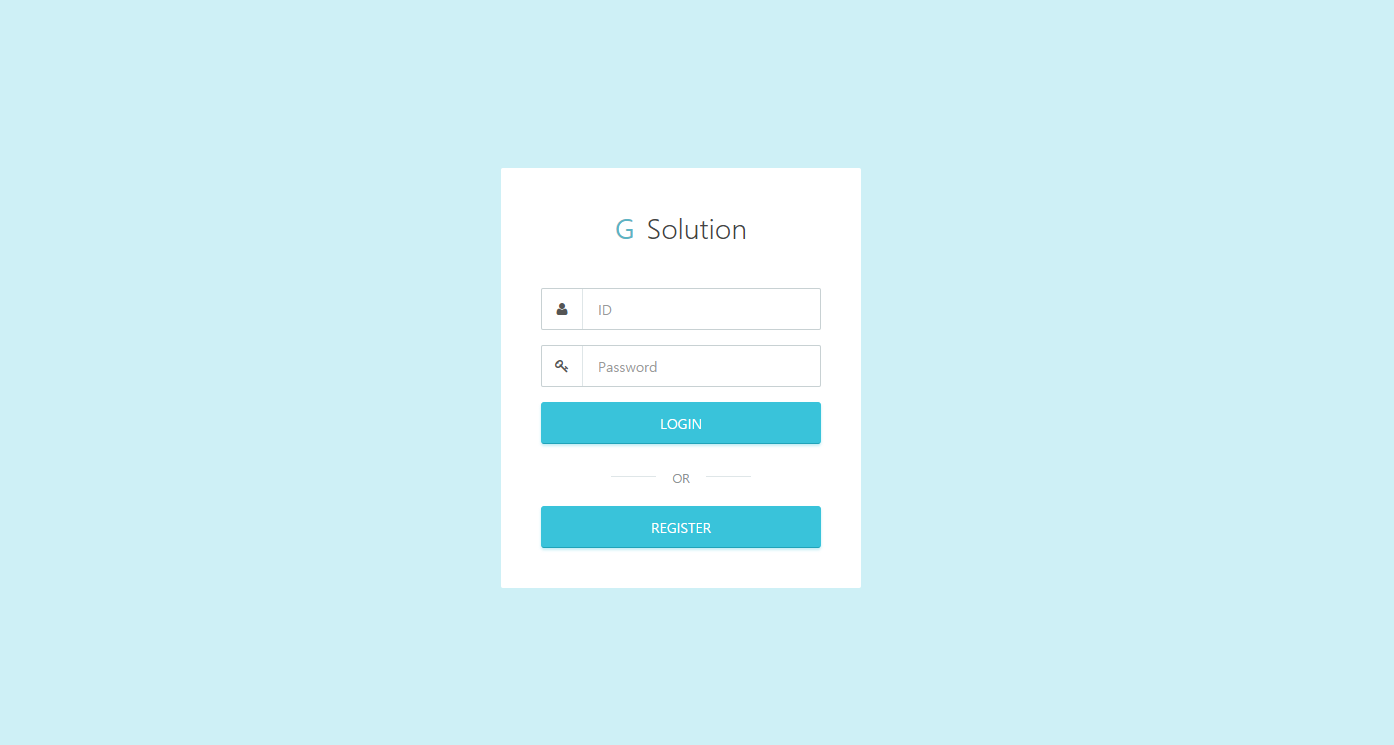 G Solution
ID
Password
LOGIN
OR
REGISTER